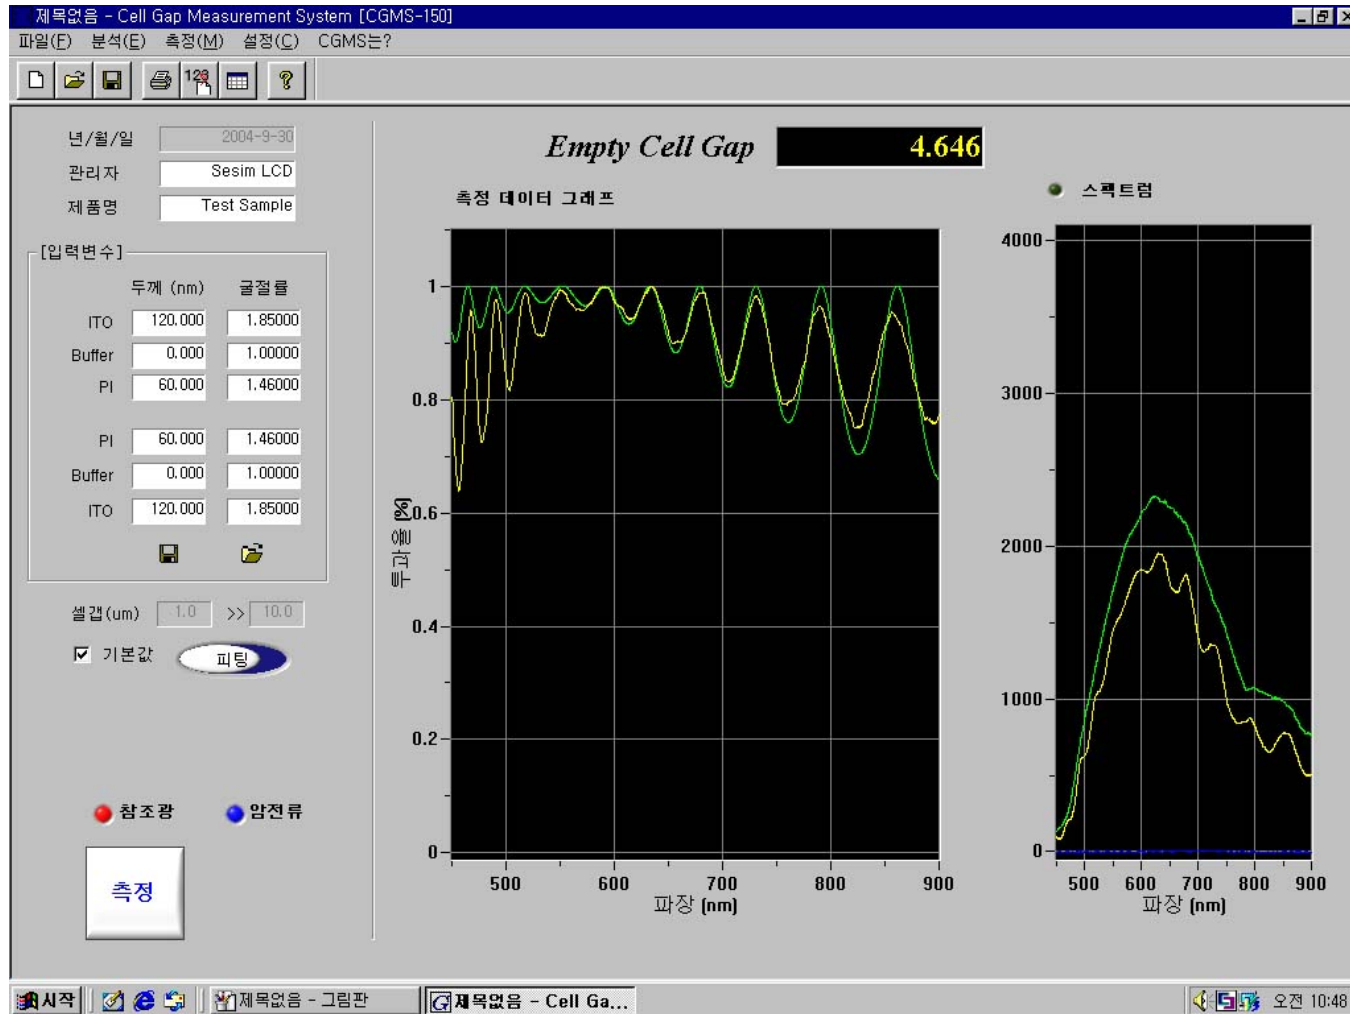 제목없음 - Cell Gap Measurement System [CGMS-150]
파일(F) 분석(E) 측정(M) 설정(C) CGMS는?
년/월/일 2004-9-30
관리자 Sesim LCD
제품명 Test Sample
[입력변수]
두께 (nm) 굴절률
ITO 120.000 1.85000
Buffer 0.000 1.00000
PI 60.000 1.46000
PI 60.000 1.46000
Buffer 0.000 1.00000
ITO 120.000 1.85000
셀갭(um) 1.0 >> 10.0
기본값 피팅
참조광 암전류
측정
Empty Cell Gap 4.646
측정 데이터 그래프
1
0.8
0.6
0.4
0.2
0
투과율 [%]
500 600 700 800 900
파장 [nm]
스펙트럼
4000
3000
2000
1000
0
500 600 700 800 900
파장 [nm]
시작 제목없음 - 그림판 제목없음 - Cell Ga... 오전 10:48